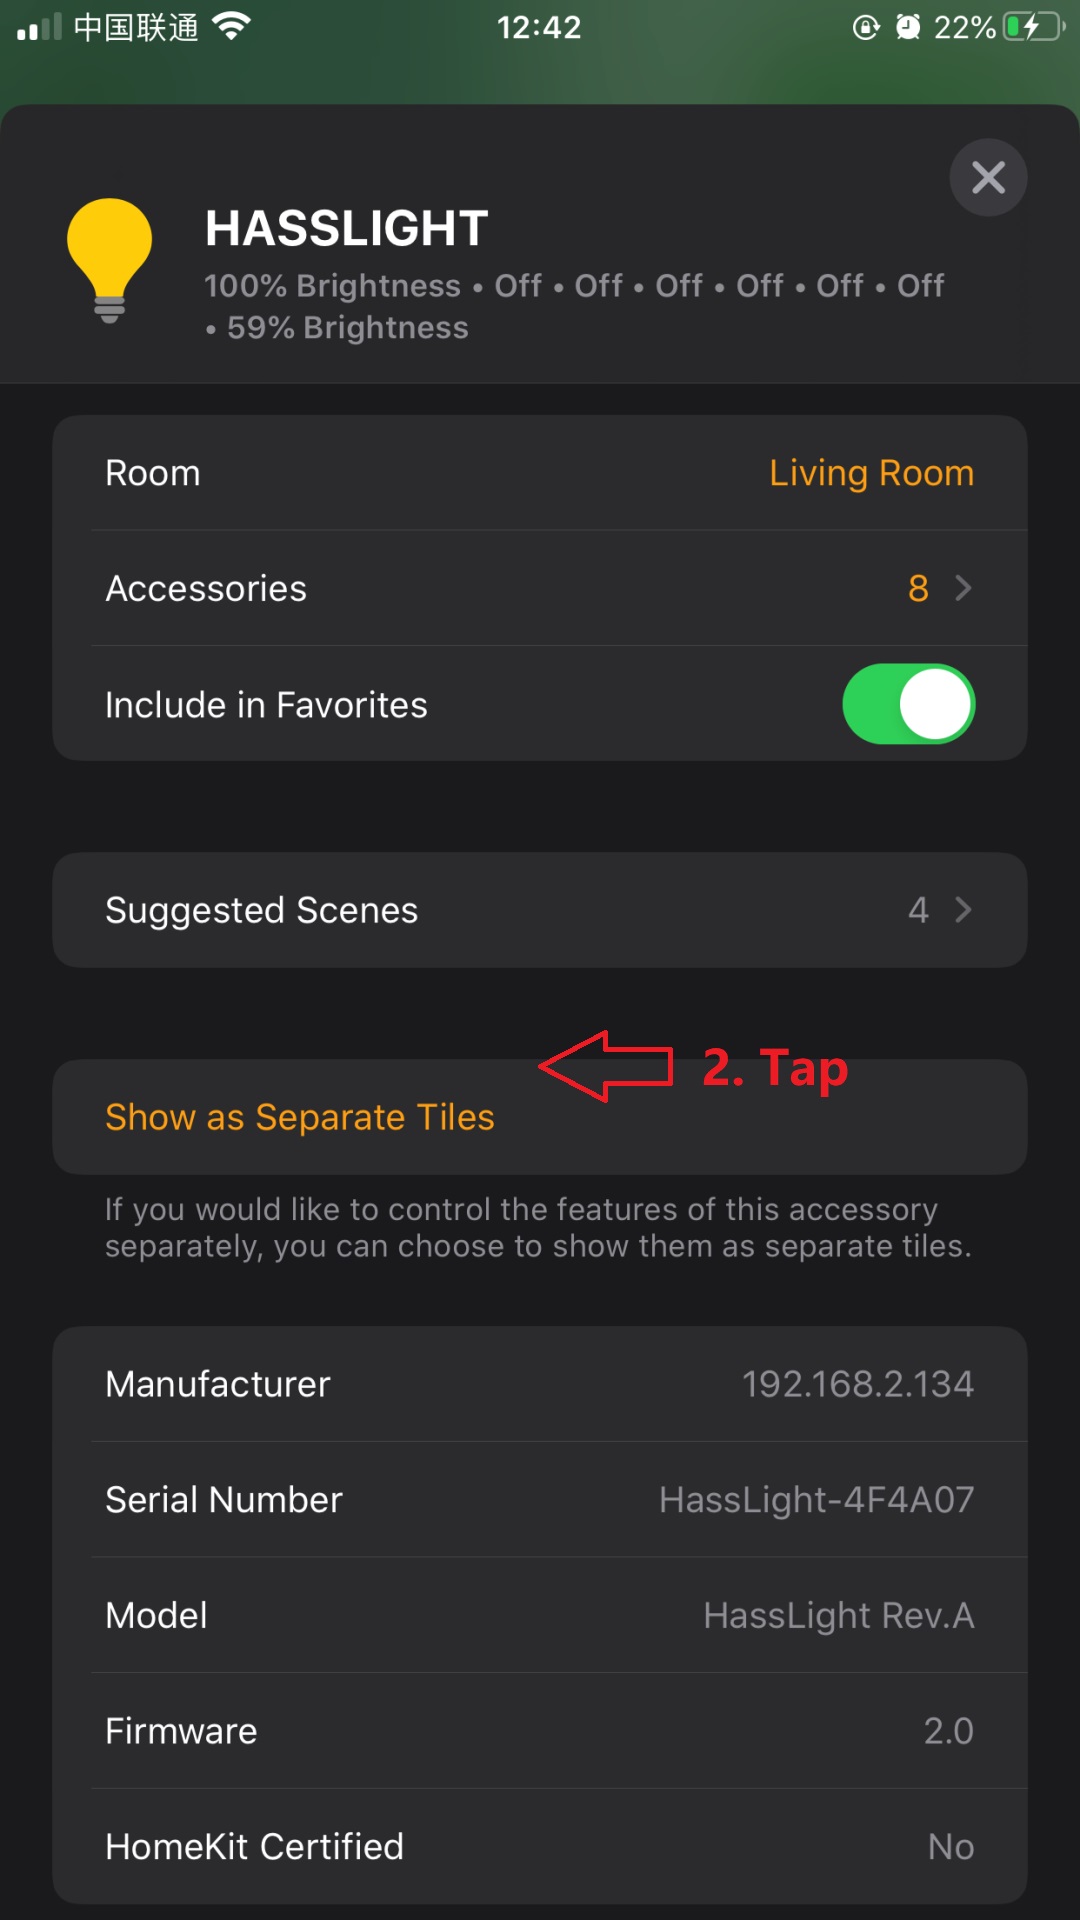 中国联通 12:42 22%
HASSLIGHT
100% Brightness • Off • Off • Off • Off • Off • Off
• 59% Brightness
Room Living Room
Accessories 8
Include in Favorites
Suggested Scenes 4
2. Tap
Show as Separate Tiles
If you would like to control the features of this accessory
separately, you can choose to show them as separate tiles.
Manufacturer 192.168.2.134
Serial Number HassLight-4F4A07
Model HassLight Rev.A
Firmware 2.0
HomeKit Certified No